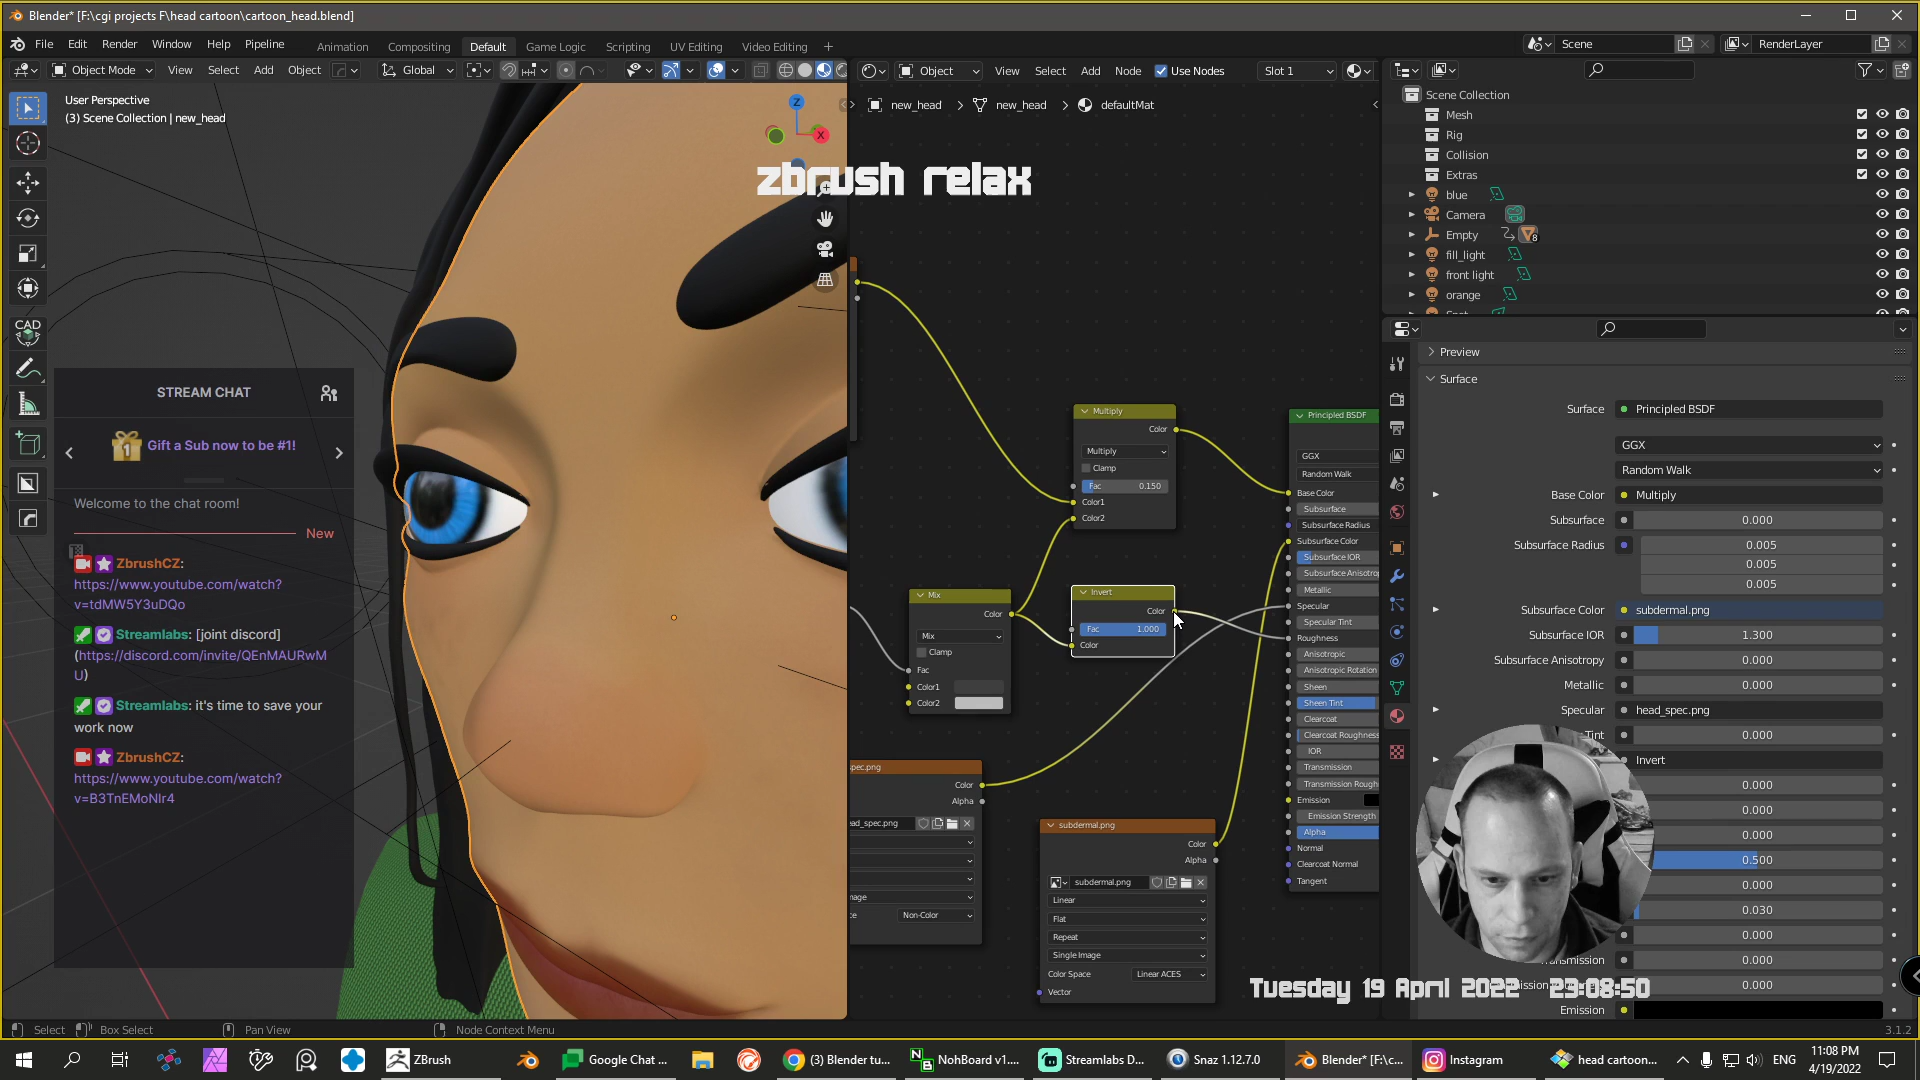 Blender* [F:\cgi projects F\head cartoon\cartoon_head.blend]
File Edit Render Window Help Pipeline Animation Compositing Default Game Logic Scripting UV Editing Video Editing +
Scene RenderLayer
Object Mode View Select Add Object Global
Object View Select Add Node Use Nodes Slot 1
User Perspective
(3) Scene Collection | new_head
Z
X
new_head > new_head > defaultMat
zbrush relax
Scene Collection
Mesh
Rig
Collision
Extras
blue
Camera
Empty 8
fill_light
front light
orange
CAD
STREAM CHAT
1 Gift a Sub now to be #1!
Welcome to the chat room!
New
ZbrushCZ:
https://www.youtube.com/watch?
v=tdMW5Y3uDQo
Streamlabs: [joint discord]
(https://discord.com/invite/QEnMAURwM
U)
Streamlabs: it's time to save your
work now
ZbrushCZ:
https://www.youtube.com/watch?
v=B3TnEMoNIr4
Multiply
Color
Multiply
Clamp
Fac 0.150
Color1
Color2
Mix
Color
Mix
Clamp
Fac
Color1
Color2
Invert
Color
Fac 1.000
Color
spec.png
Color
Alpha
ead_spec.png
mage
ce Non-Color
subdermal.png
Color
Alpha
subdermal.png
Linear
Flat
Repeat
Single Image
Color Space Linear ACES
Vector
Principled BSDF
GGX
Random Walk
Base Color
Subsurface
Subsurface Radius
Subsurface Color
Subsurface IOR
Subsurface Anisotrop
Metallic
Specular
Specular Tint
Roughness
Anisotropic
Anisotropic Rotation
Sheen
Sheen Tint
Clearcoat
Clearcoat Roughness
IOR
Transmission
Transmission Rough
Emission
Emission Strength
Alpha
Normal
Clearcoat Normal
Tangent
Preview
Surface
Surface Principled BSDF
GGX
Random Walk
Base Color Multiply
Subsurface 0.000
Subsurface Radius 0.005
0.005
0.005
Subsurface Color subdermal.png
Subsurface IOR 1.300
Subsurface Anisotropy 0.000
Metallic 0.000
Specular head_spec.png
Tint 0.000
Invert
0.000
0.000
0.000
0.500
0.000
0.030
0.000
0.000
0.000
Emission
Tuesday 19 April 2022 23:08:50
Select Box Select Pan View Node Context Menu 3.1.2
ZBrush Google Chat ... (3) Blender tu... NohBoard v1.... Streamlabs D... Snaz 1.12.7.0 Blender* [F:\c... Instagram head cartoon... ENG
11:08 PM
4/19/2022